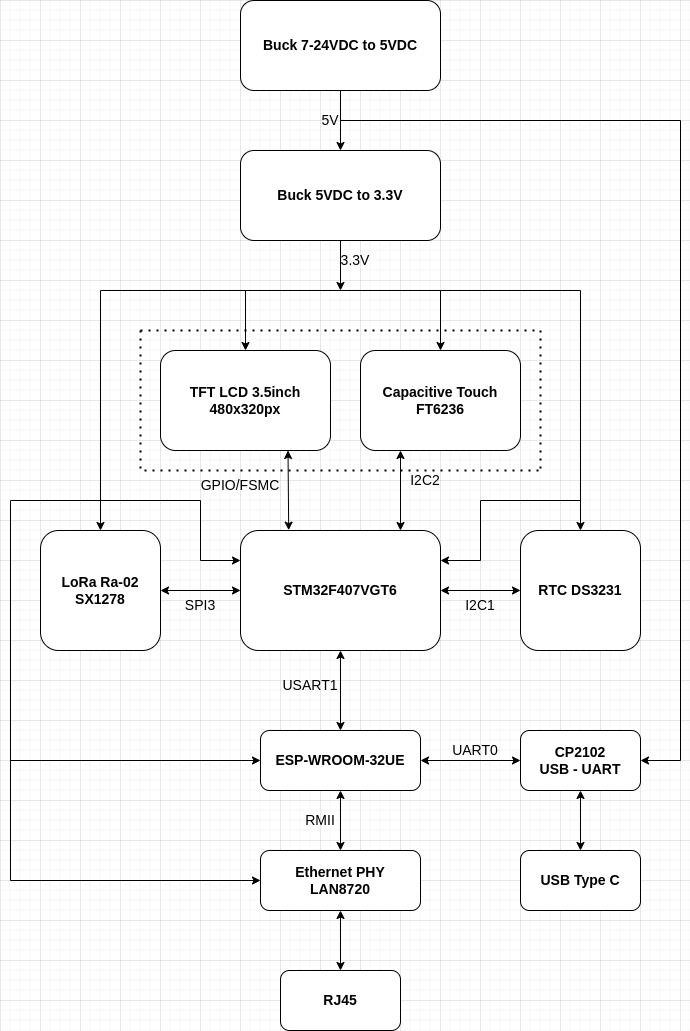 Buck 7-24VDC to 5VDC
5V
Buck 5VDC to 3.3V
3.3V
TFT LCD 3.5inch
480x320px
Capacitive Touch
FT6236
GPIO/FSMC
I2C2
LoRa Ra-02
SX1278
SPI3
STM32F407VGT6
I2C1
RTC DS3231
USART1
ESP-WROOM-32UE
UART0
CP2102
USB - UART
RMII
Ethernet PHY
LAN8720
USB Type C
RJ45